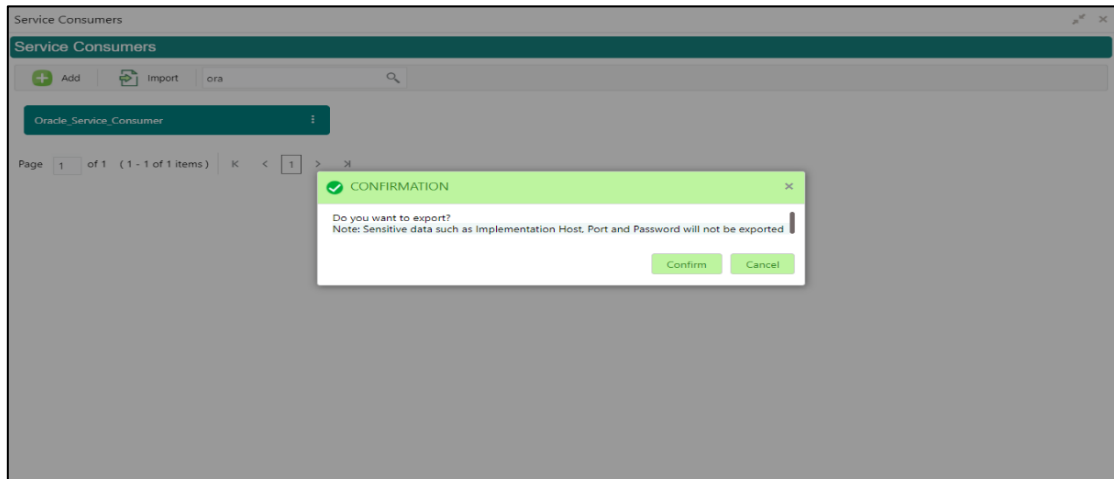 Service Consumers
Service Consumers
Add Import ora
Oracle_Service_Consumer
Page 1 of 1 ( 1 - 1 of 1 items ) K < 1 > >|
CONFIRMATION
Do you want to export?
Note: Sensitive data such as Implementation Host, Port and Password will not be exported
Confirm Cancel